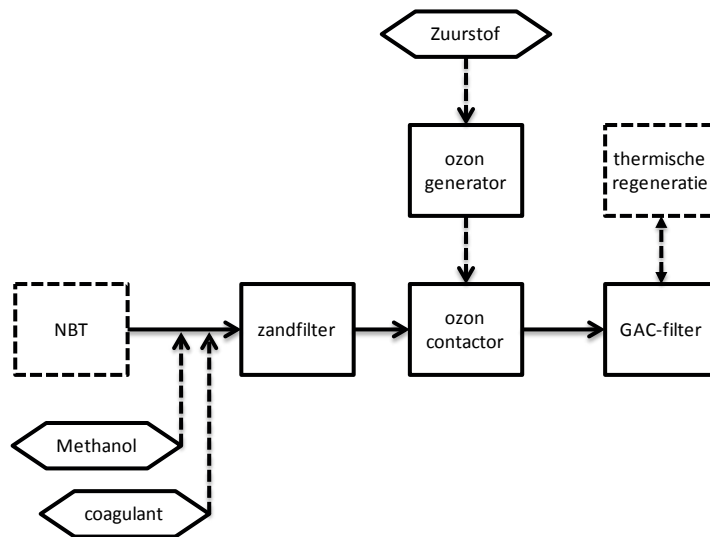 Zuurstof
ozon
generator
thermische
regeneratie
NBT
zandfilter
ozon
contactor
GAC-filter
Methanol
coagulant